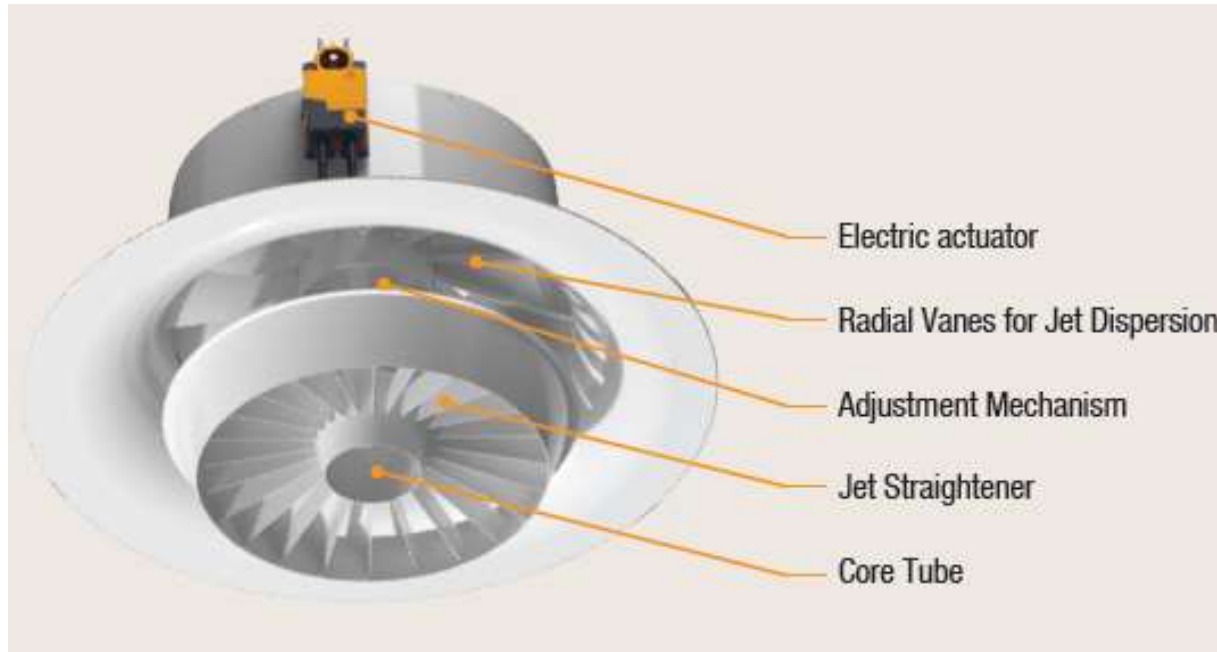 Electric actuator
Radial Vanes for Jet Dispersion
Adjustment Mechanism
Jet Straightener
Core Tube